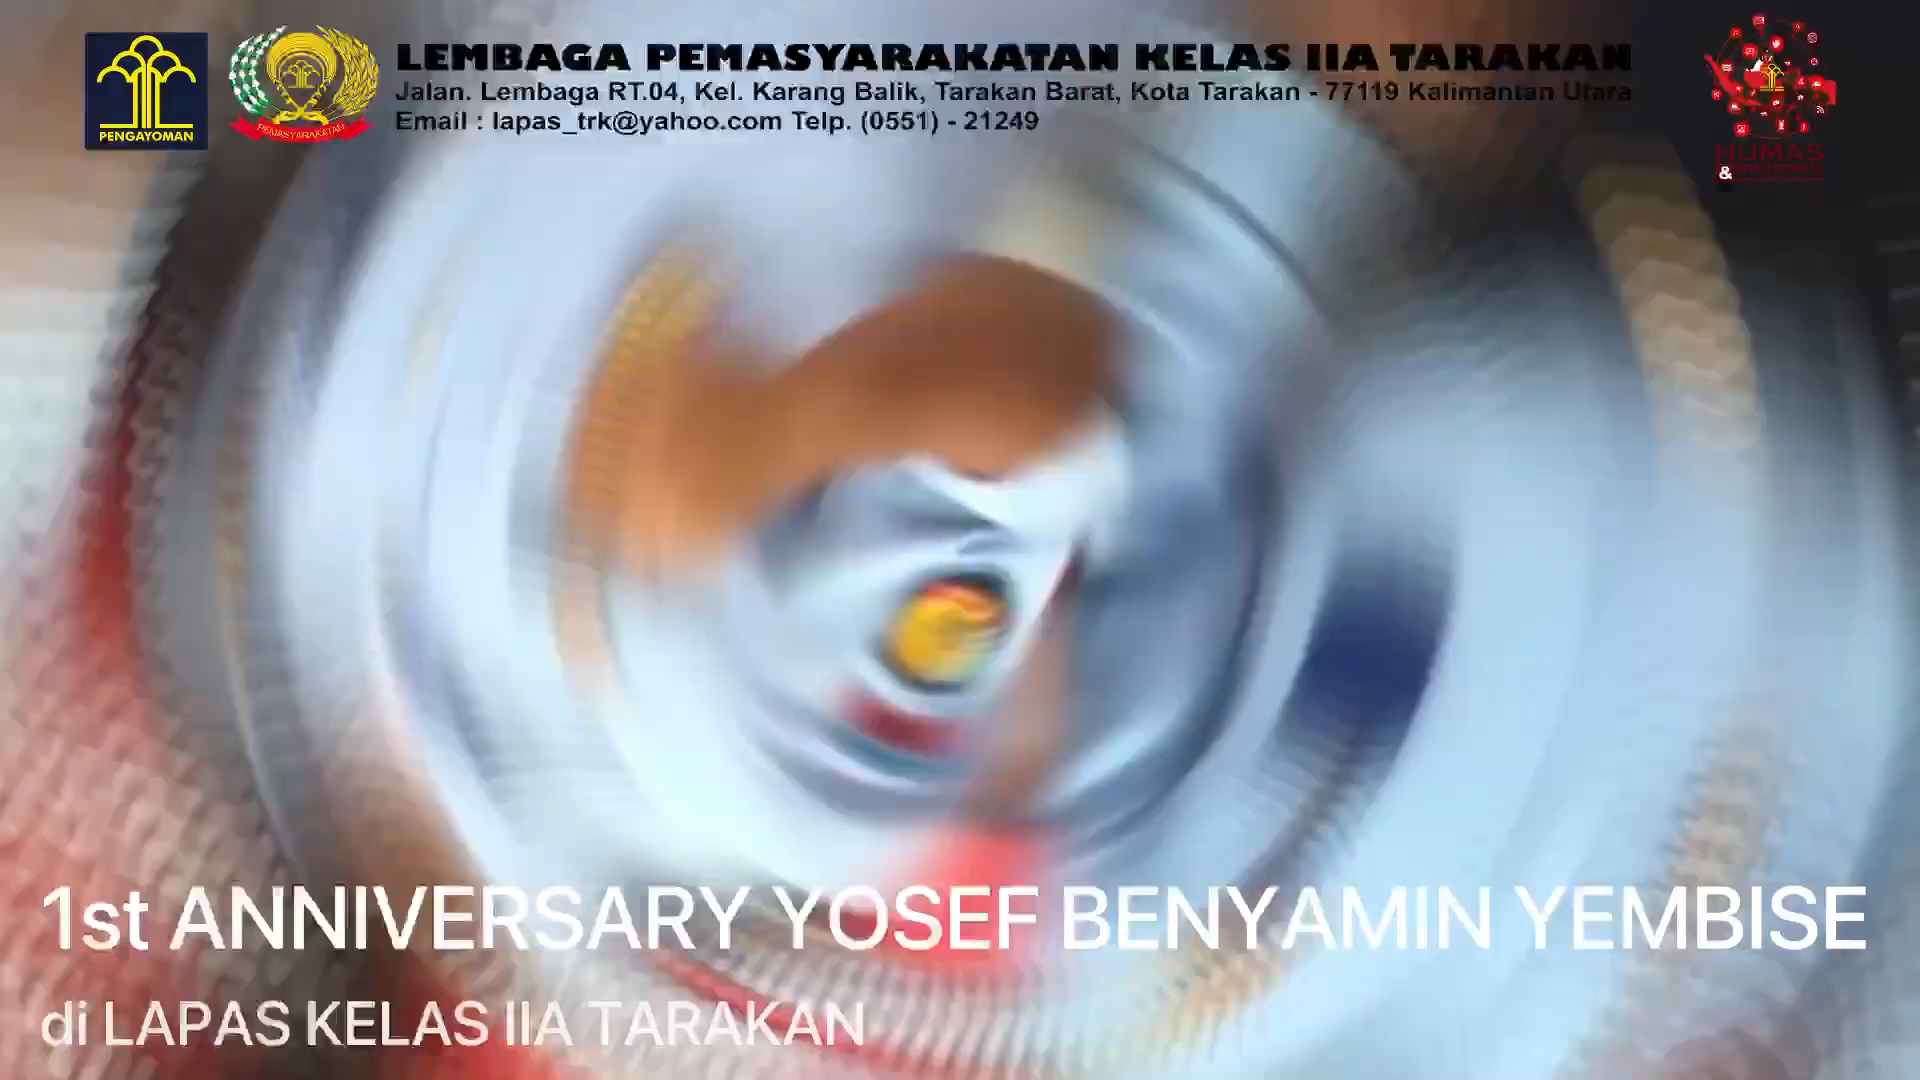 PENGAYOMAN
PEMASYARAKATAN
LEMBAGA PEMASYARAKATAN KELAS IIA TARAKAN
Jalan. Lembaga RT.04, Kel. Karang Balik, Tarakan Barat, Kota Tarakan - 77119 Kalimantan Utara
Email : lapas_trk@yahoo.com Telp. (0551) - 21249
HUMAS
& PROTOKOL
1st ANNIVERSARY YOSEF BENYAMIN YEMBISE
di LAPAS KELAS IIA TARAKAN